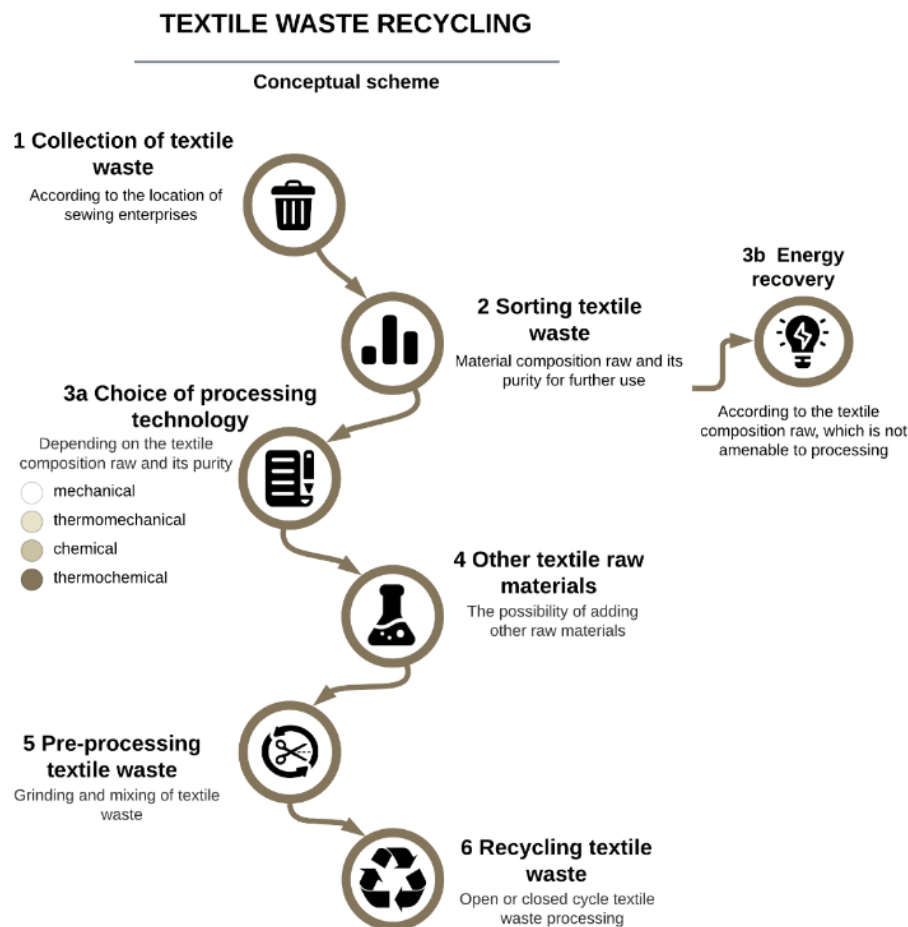 TEXTILE WASTE RECYCLING
Conceptual scheme
1 Collection of textile
waste
According to the location of
sewing enterprises
3b Energy
recovery
2 Sorting textile
waste
Material composition raw and its
purity for further use
According to the textile
composition raw, which is not
amenable to processing
3a Choice of processing
technology
Depending on the textile
composition raw and its purity
mechanical
thermomechanical
chemical
thermochemical
4 Other textile raw
materials
The possibility of adding
other raw materials
5 Pre-processing
textile waste
Grinding and mixing of textile
waste
6 Recycling textile
waste
Open or closed cycle textile
waste processing